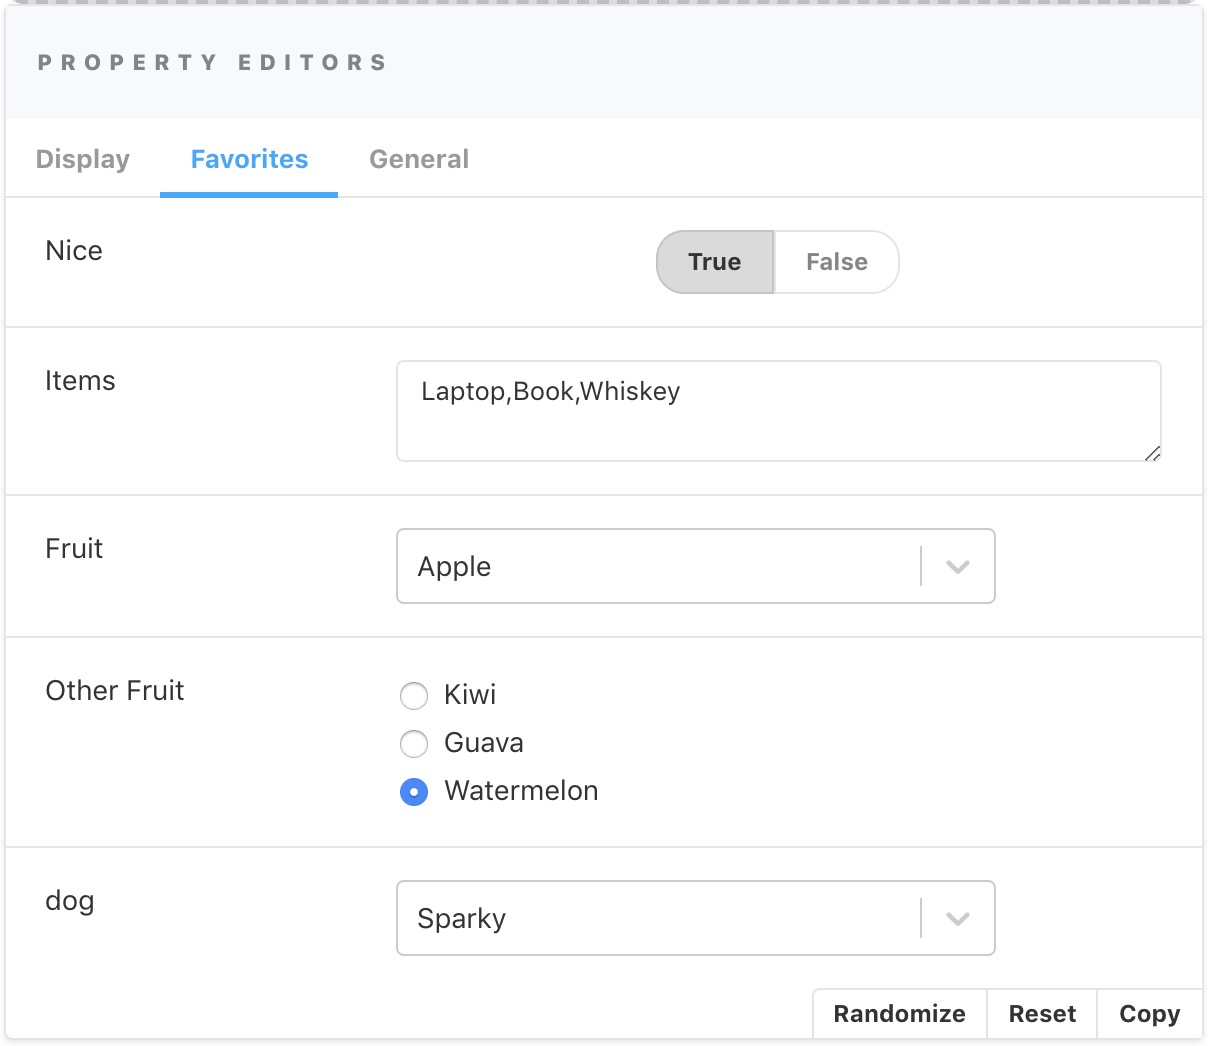 PROPERTY EDITORS
Display Favorites General
Nice True False
Items Laptop,Book,Whiskey
Fruit Apple
Other Fruit Kiwi
Guava
Watermelon
dog Sparky
Randomize Reset Copy